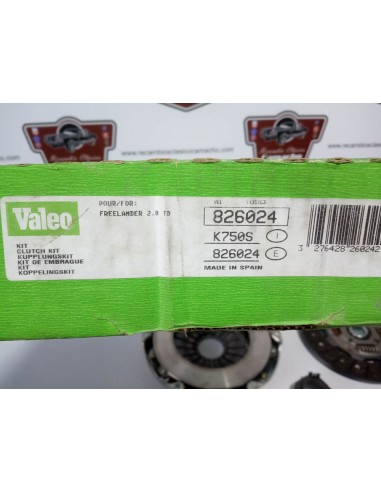 Valeo
POUR/FOR:
FREELANDER 2.0 TD
KIT
CLUTCH KIT
KUPPLUNGSKIT
KIT DE EMBRAGUE
KIT
KOPPELINGSKIT
826024
K750S I
826024 E
MADE IN SPAIN
3 276428 260242